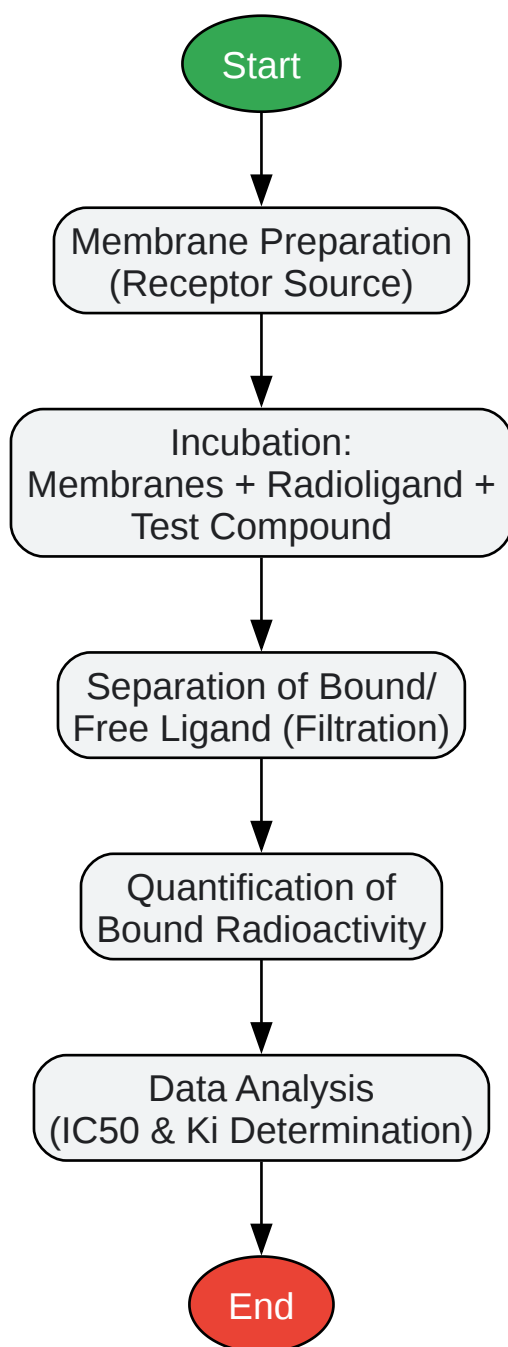 Start
Membrane Preparation
(Receptor Source)
Incubation:
Membranes + Radioligand +
Test Compound
Separation of Bound/
Free Ligand (Filtration)
Quantification of
Bound Radioactivity
Data Analysis
(IC50 & Ki Determination)
End